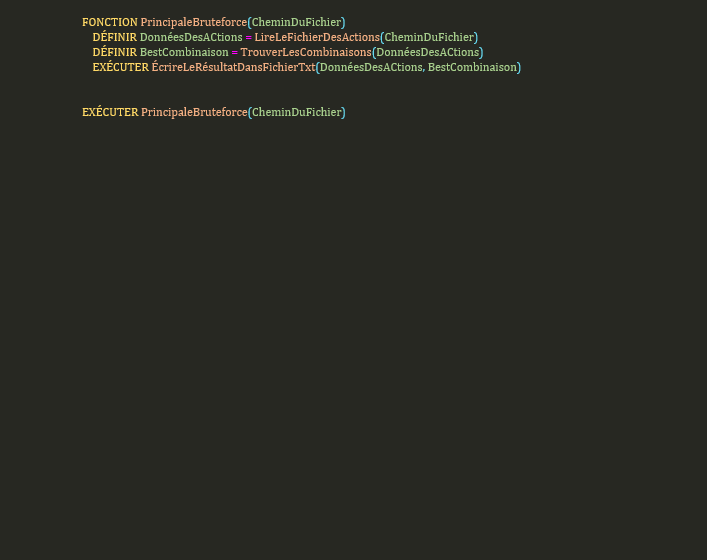 FONCTION PrincipaleBruteforce(CheminDuFichier)
DÉFINIR DonnéesDesACtions = LireLeFichierDesActions(CheminDuFichier)
DÉFINIR BestCombinaison = TrouverLesCombinaisons(DonnéesDesACtions)
EXÉCUTER ÉcrireLeRésultatDansFichierTxt(DonnéesDesACtions, BestCombinaison)
EXÉCUTER PrincipaleBruteforce(CheminDuFichier)